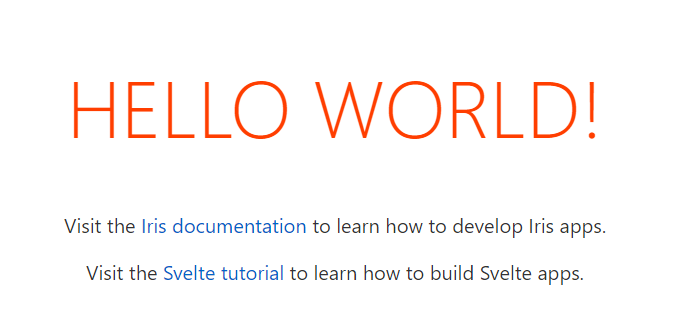 HELLO WORLD!
Visit the Iris documentation to learn how to develop Iris apps.
Visit the Svelte tutorial to learn how to build Svelte apps.